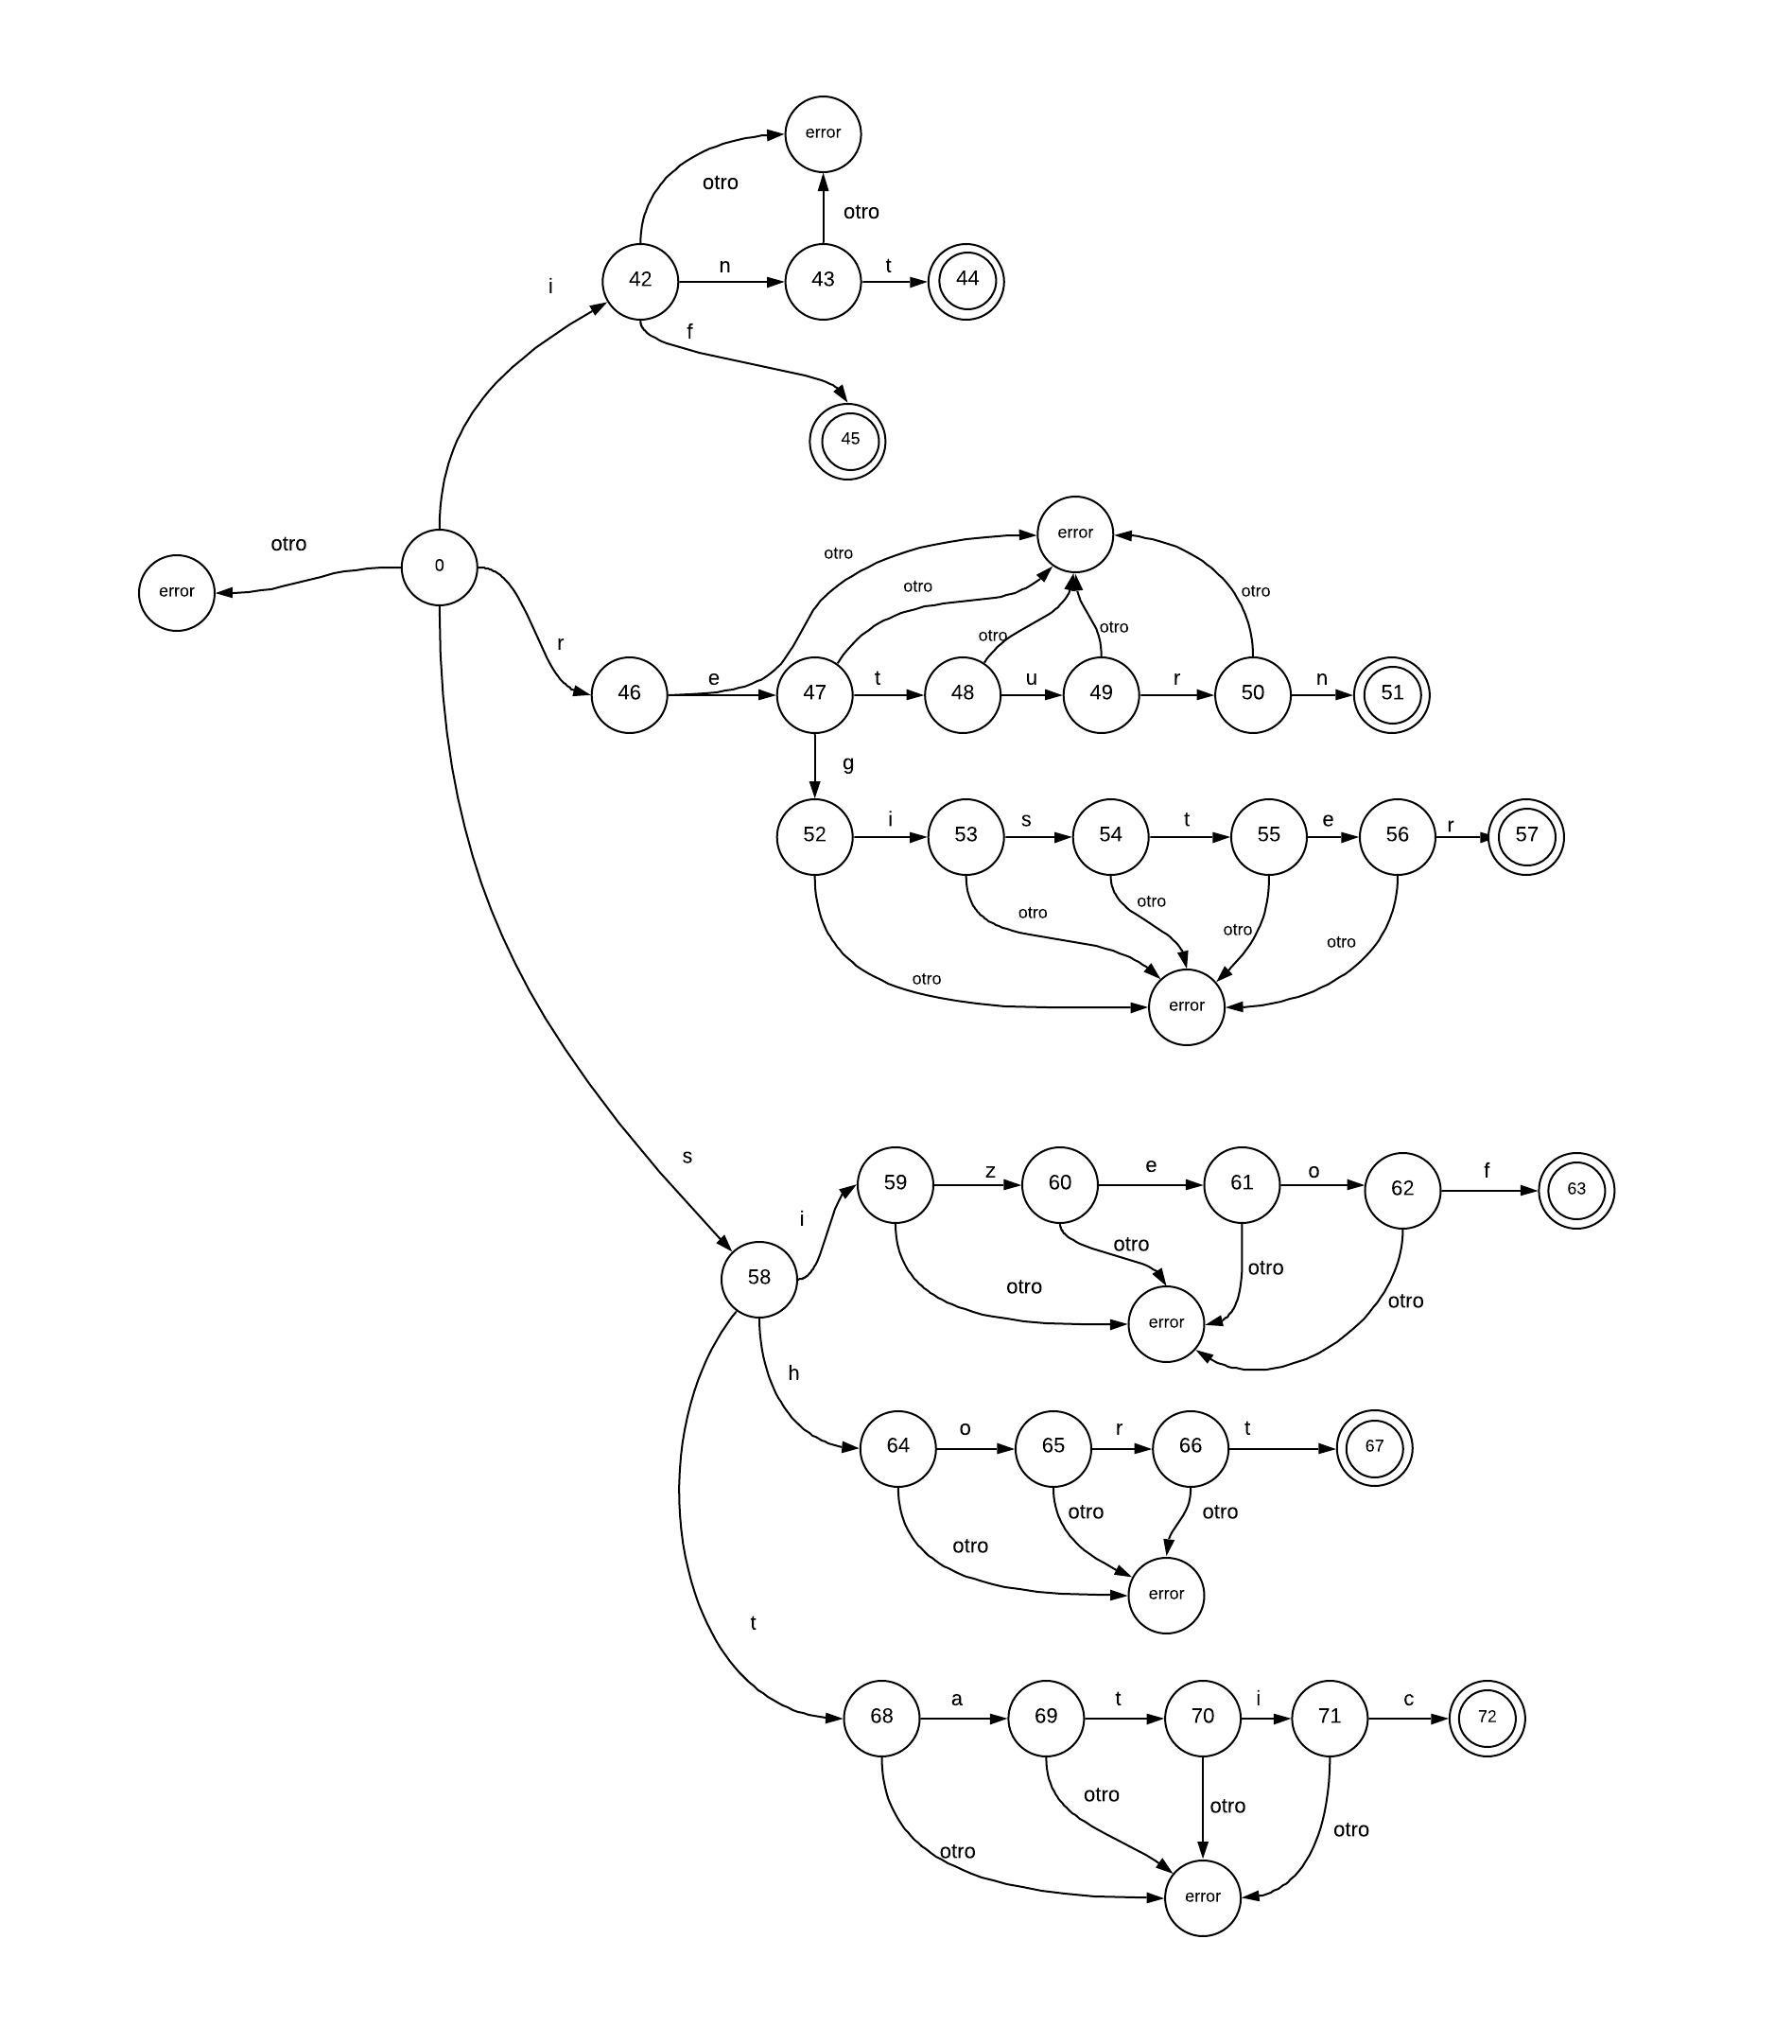 error
otro
otro
i
42
n
43
t
44
f
45
otro
error
0
r
error
otro
otro
otro
otro
otro
46
e
47
t
48
u
49
r
50
n
51
g
52
i
53
s
54
t
55
e
56
r
57
otro
otro
otro
otro
otro
error
s
58
i
59
z
60
e
61
o
62
f
63
otro
otro
otro
otro
error
h
64
o
65
r
66
t
67
otro
otro
otro
error
t
68
a
69
t
70
i
71
c
72
otro
otro
otro
otro
error